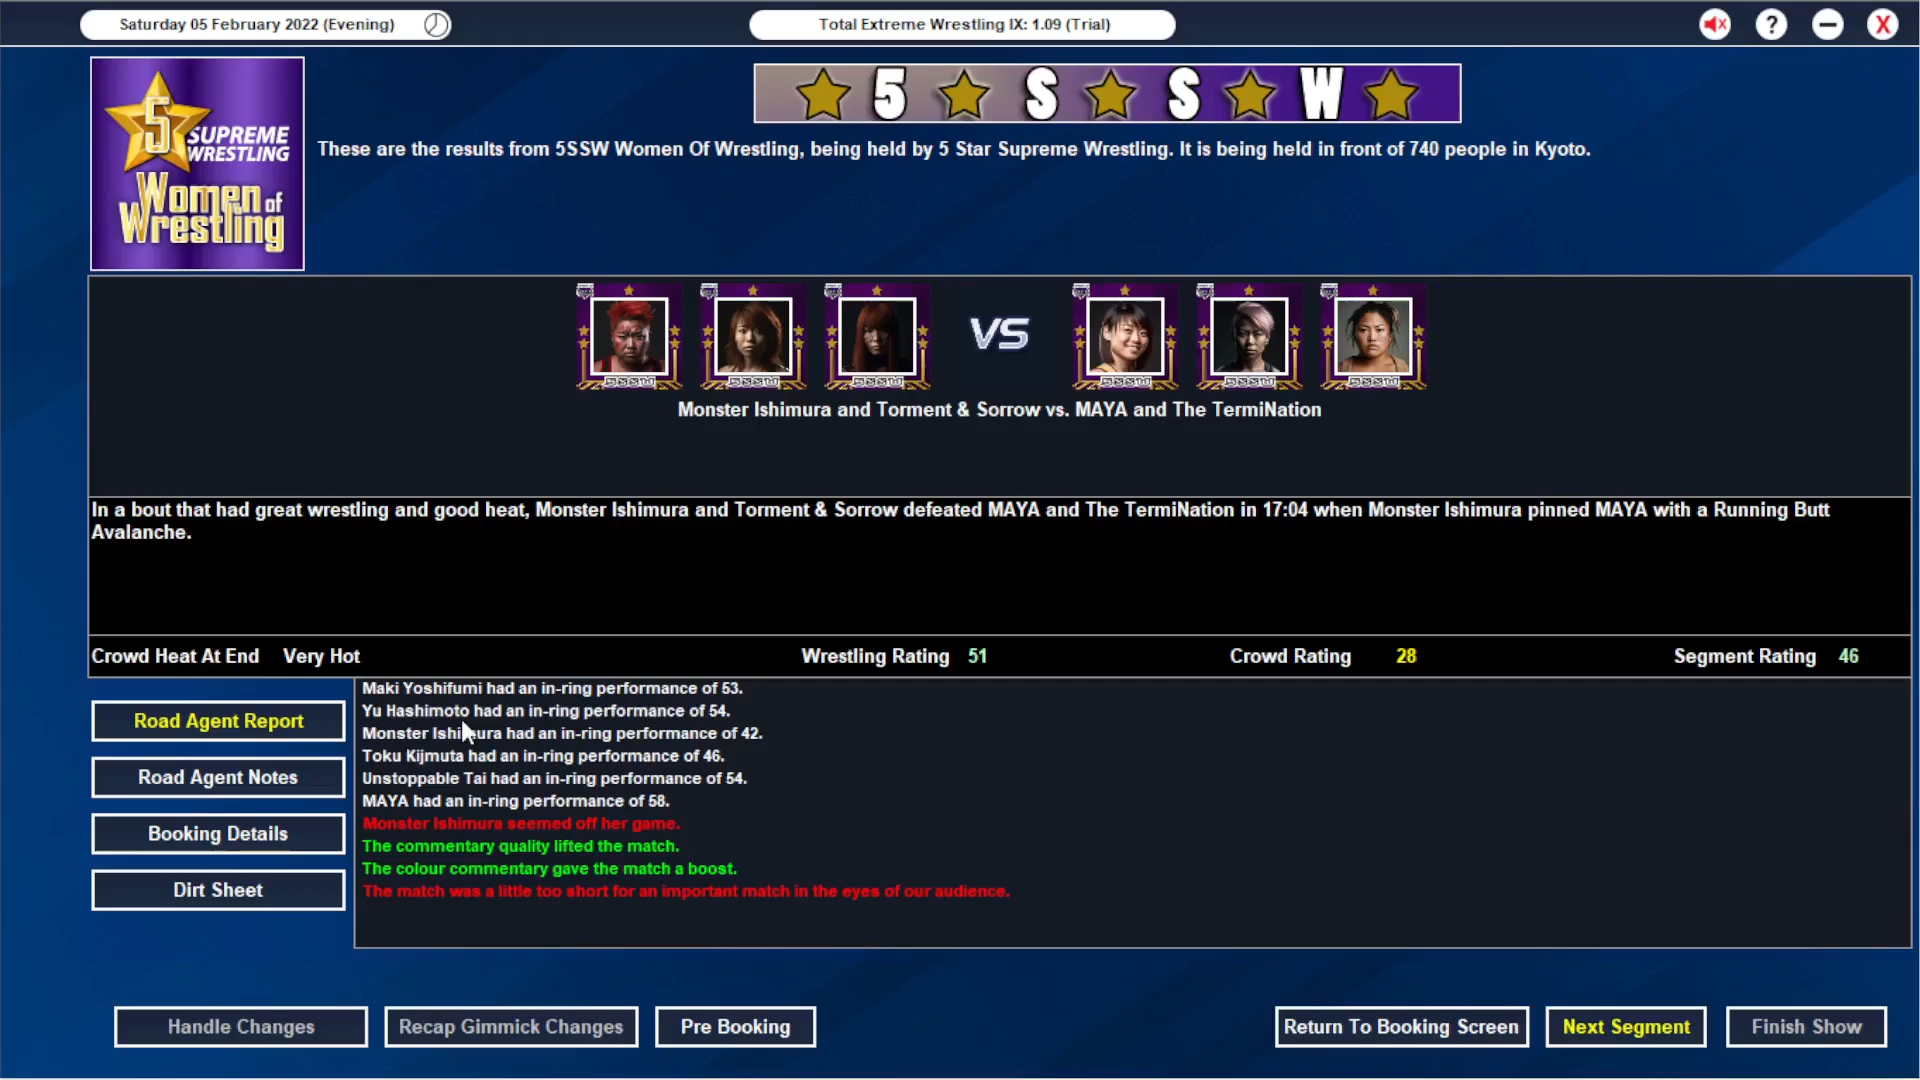 Saturday 05 February 2022 (Evening)
Total Extreme Wrestling IX: 1.09 (Trial)
?
X
5 SUPREME
WRESTLING
Women of
Wrestling
5 S S W
These are the results from 5SSW Women Of Wrestling, being held by 5 Star Supreme Wrestling. It is being held in front of 740 people in Kyoto.
VS
Monster Ishimura and Torment & Sorrow vs. MAYA and The TermiNation
In a bout that had great wrestling and good heat, Monster Ishimura and Torment & Sorrow defeated MAYA and The TermiNation in 17:04 when Monster Ishimura pinned MAYA with a Running Butt
Avalanche.
Crowd Heat At End Very Hot Wrestling Rating 51 Crowd Rating 28 Segment Rating 46
Road Agent Report
Road Agent Notes
Booking Details
Dirt Sheet
Maki Yoshifumi had an in-ring performance of 53.
Yu Hashimoto had an in-ring performance of 54.
Monster Ishimura had an in-ring performance of 42.
Toku Kijmuta had an in-ring performance of 46.
Unstoppable Tai had an in-ring performance of 54.
MAYA had an in-ring performance of 58.
Monster Ishimura seemed off her game.
The commentary quality lifted the match.
The colour commentary gave the match a boost.
The match was a little too short for an important match in the eyes of our audience.
Handle Changes
Recap Gimmick Changes
Pre Booking
Return To Booking Screen
Next Segment
Finish Show